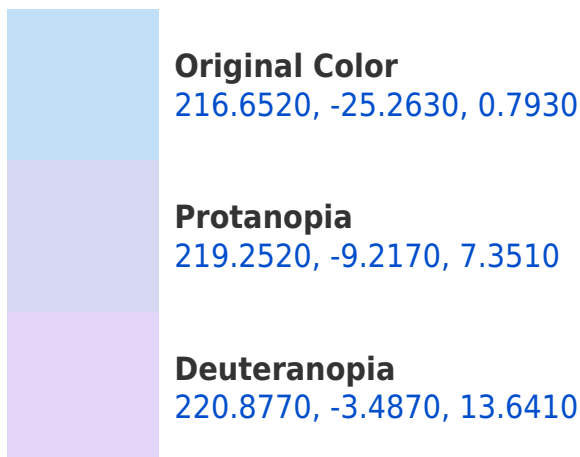 Original Color
216.6520, -25.2630, 0.7930
Protanopia
219.2520, -9.2170, 7.3510
Deuteranopia
220.8770, -3.4870, 13.6410